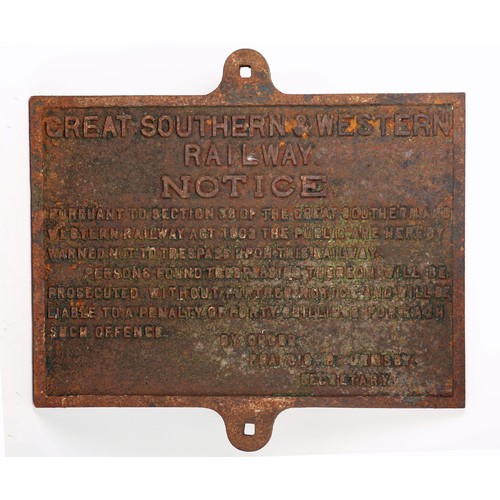 GREAT SOUTHERN & WESTERN
RAILWAY.
NOTICE
PURSUANT TO SECTION 38 OF THE GREAT SOUTHERN AND
WESTERN RAILWAY ACT 1903 THE PUBLIC ARE HEREBY
WARNED NOT TO TRESPASS UPON THIS RAILWAY.
PERSONS FOUND TRESPASSING THEREON WILL BE
PROSECUTED WITHOUT FURTHER NOTICE AND WILL BE
LIABLE TO A PENALTY OF FORTY SHILLINGS FOR EACH
SUCH OFFENCE.
BY ORDER
SECRETARY.